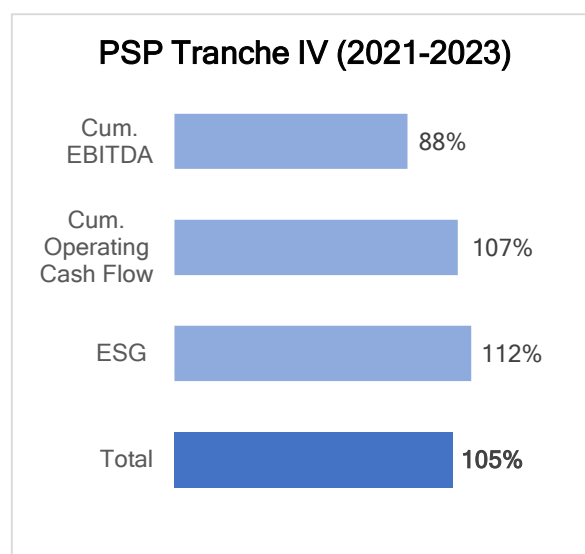 PSP Tranche IV (2021-2023)
Cum.
EBITDA
88%
Cum.
Operating
Cash Flow
107%
ESG
112%
Total
105%